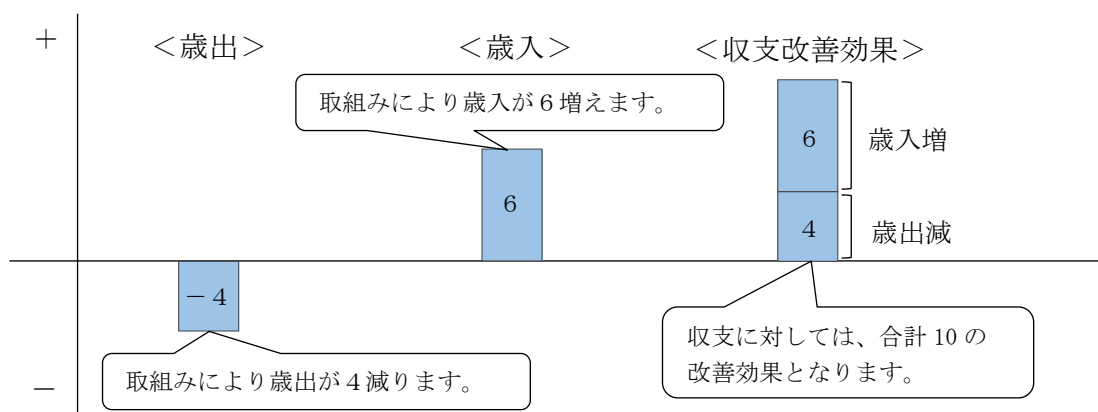 ＋
＜歳出＞
＜歳入＞
＜収支改善効果＞
取組みにより歳入が６増えます。
６
６
歳入増
４
歳出減
－４
取組みにより歳出が４減ります。
収支に対しては、合計 10 の
改善効果となります。
－